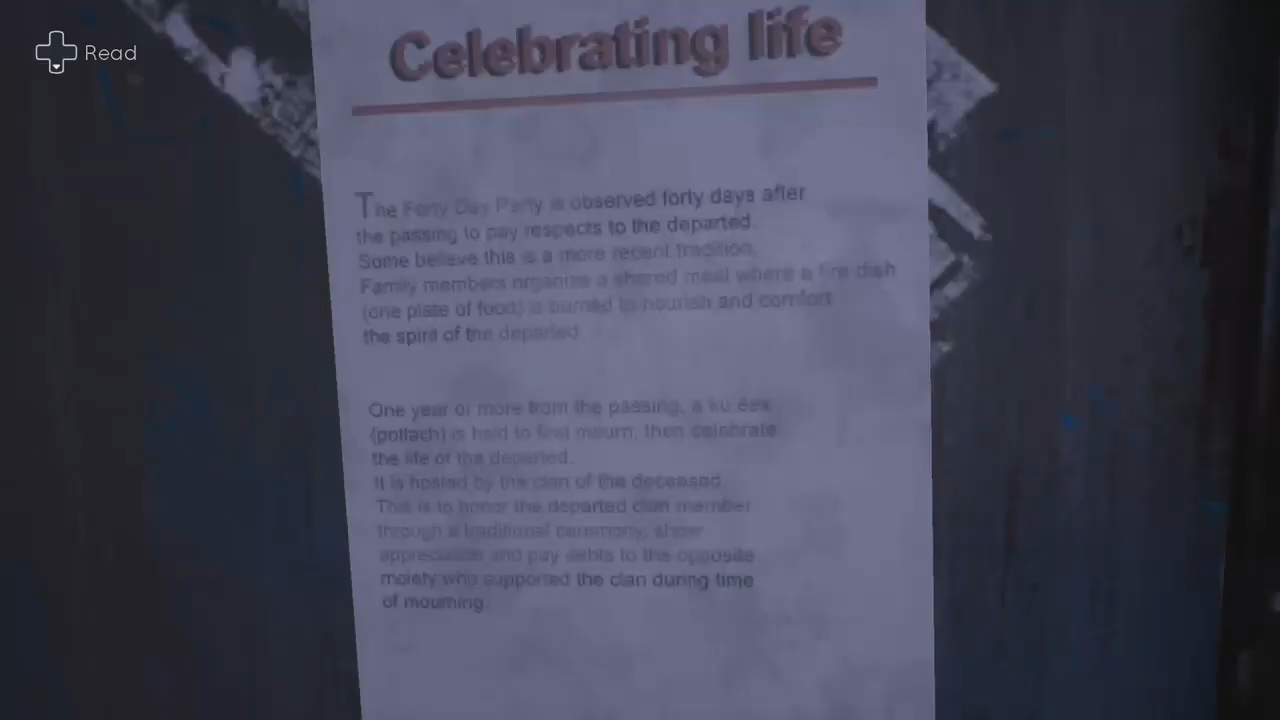 Read
Celebrating life
The Forty Day Party is observed forty days after
the passing to pay respects to the departed.
Some believe this is a more recent tradition.
Family members organize a shared meal where a fire dish
(one plate of food) is burned to nourish and comfort
the spirit of the departed.
One year or more from the passing, a ku.éex
(potlach) is held to first mourn, then celebrate
the life of the departed.
It is hosted by the clan of the deceased.
This is to honor the departed clan member
through a traditional ceremony, show
appreciation and pay debts to the opposite
moiety who supported the clan during time
of mourning.